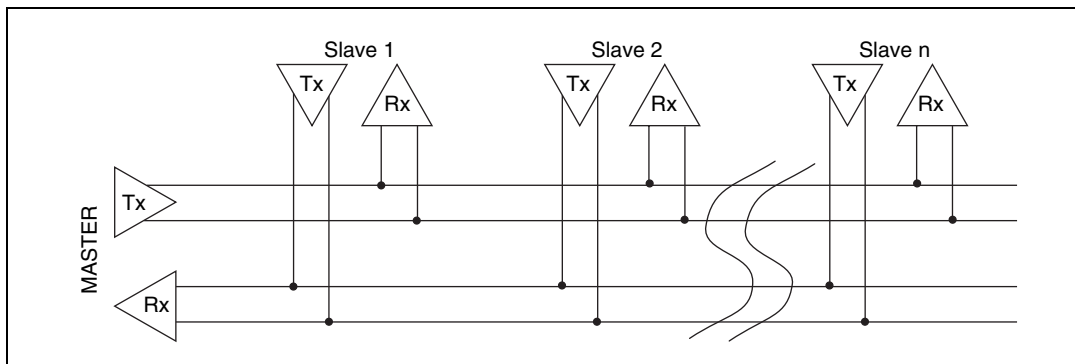 Slave 1
Slave 2
Slave n
Tx
Rx
Tx
Rx
Tx
Rx
MASTER
Tx
Rx